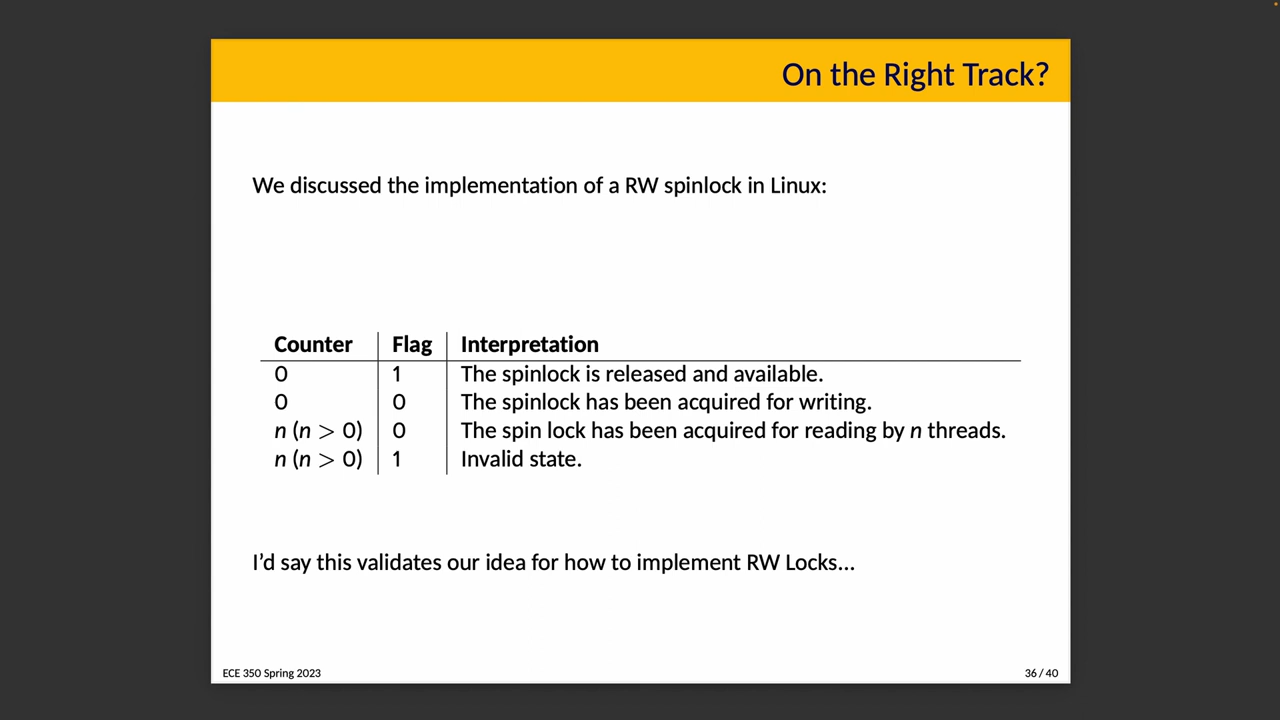 On the Right Track?
We discussed the implementation of a RW spinlock in Linux:
Counter Flag Interpretation
0 1 The spinlock is released and available.
0 0 The spinlock has been acquired for writing.
n (n > 0) 0 The spin lock has been acquired for reading by n threads.
n (n > 0) 1 Invalid state.
I’d say this validates our idea for how to implement RW Locks...
ECE 350 Spring 2023
36 / 40